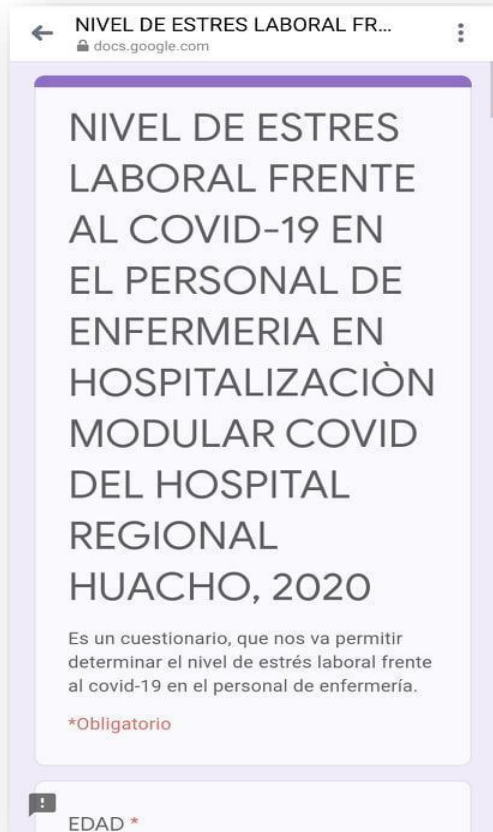 NIVEL DE ESTRES LABORAL FR...
docs.google.com
NIVEL DE ESTRES
LABORAL FRENTE
AL COVID-19 EN
EL PERSONAL DE
ENFERMERIA EN
HOSPITALIZACIÒN
MODULAR COVID
DEL HOSPITAL
REGIONAL
HUACHO, 2020
Es un cuestionario, que nos va permitir
determinar el nivel de estrés laboral frente
al covid-19 en el personal de enfermería.
*Obligatorio
EDAD *